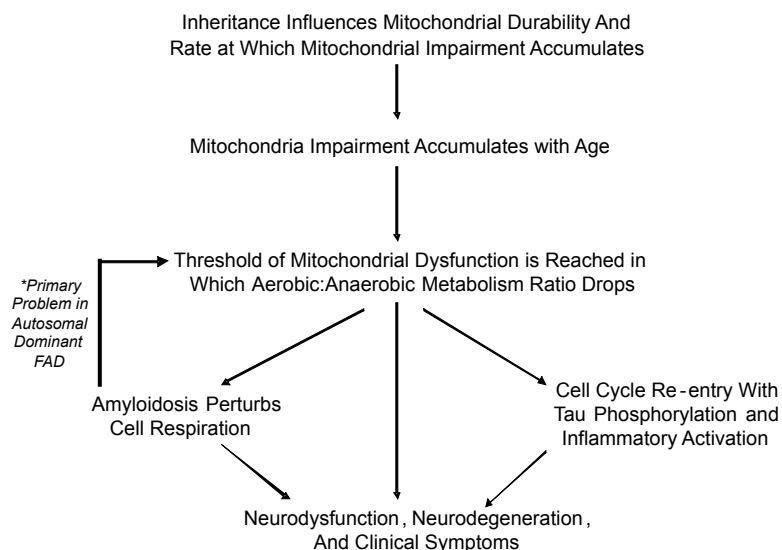 Inheritance Influences Mitochondrial Durability And
Rate at Which Mitochondrial Impairment Accumulates
Mitochondria Impairment Accumulates with Age
Threshold of Mitochondrial Dysfunction is Reached in
Which Aerobic:Anaerobic Metabolism Ratio Drops
*Primary
Problem in
Autosomal
Dominant
FAD
Amyloidosis Perturbs
Cell Respiration
Cell Cycle Re-entry With
Tau Phosphorylation and
Inflammatory Activation
Neurodysfunction, Neurodegeneration,
And Clinical Symptoms